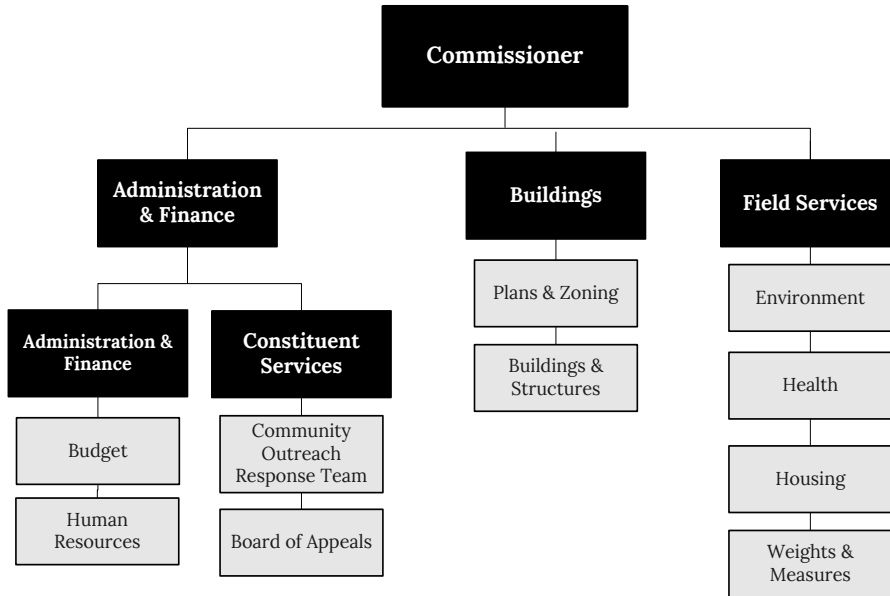 Commissioner
Administration
& Finance
Buildings
Field Services
Plans & Zoning
Environment
Administration &
Finance
Constituent
Services
Buildings &
Structures
Health
Budget
Community
Outreach
Response Team
Housing
Human
Resources
Board of Appeals
Weights &
Measures